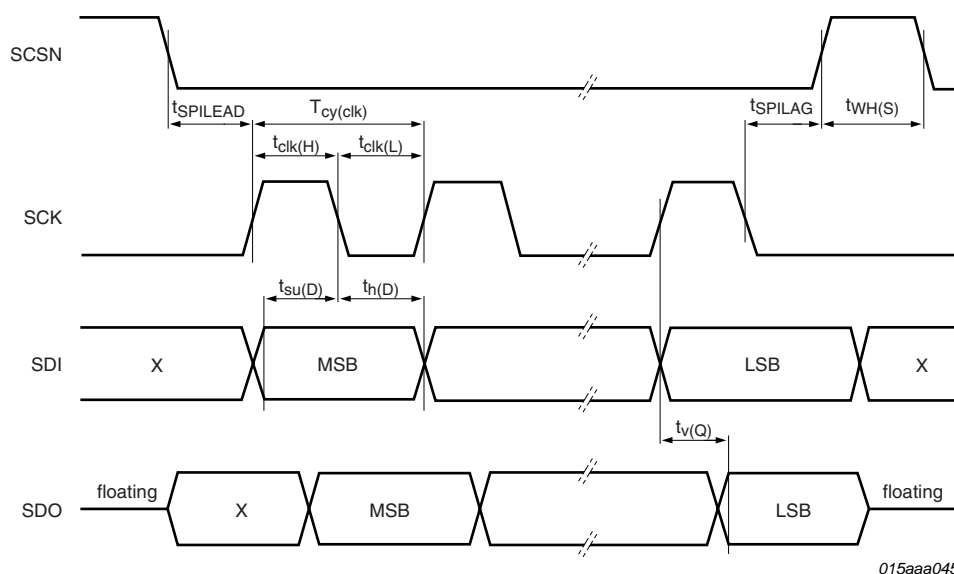 SCSN
tSPILEAD
Tcy(clk)
tSPILAG
tWH(S)
tclk(H)
tclk(L)
SCK
tsu(D)
th(D)
SDI
X
MSB
LSB
X
tv(Q)
floating
floating
SDO
X
MSB
LSB
015aaa045